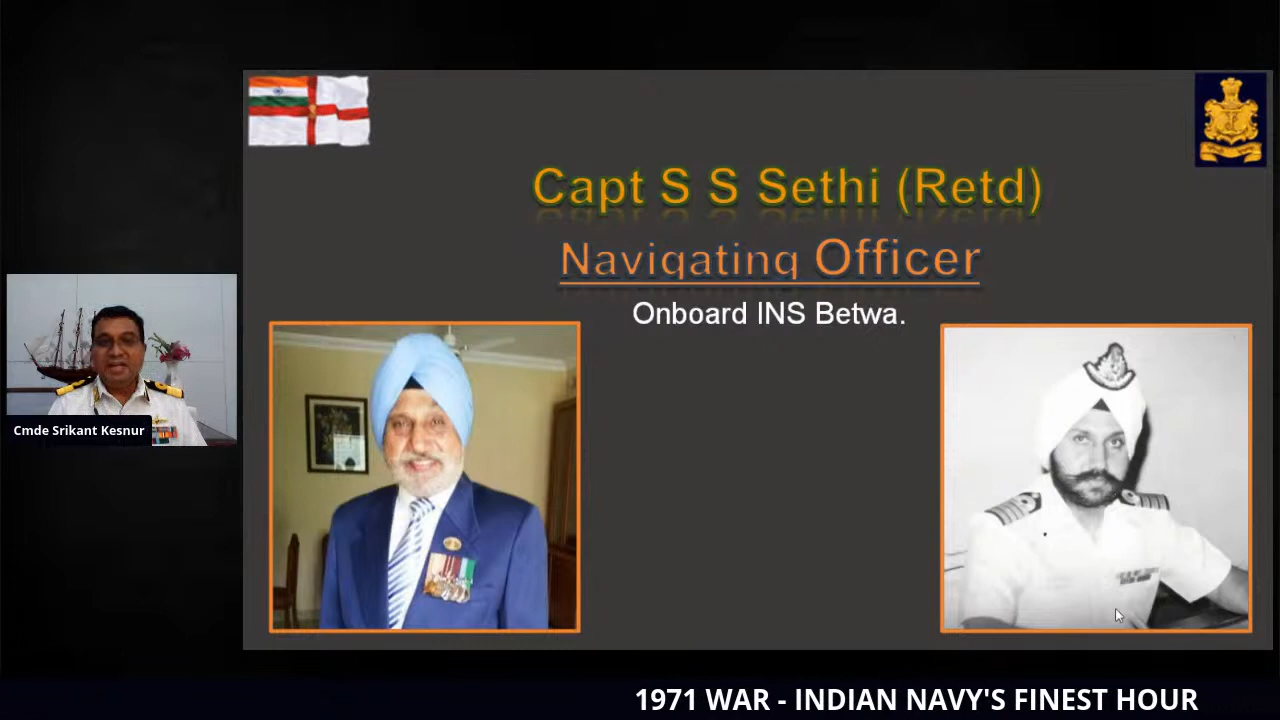 Capt S S Sethi (Retd)
Navigating Officer
Onboard INS Betwa.
Cmde Srikant Kesnur
1971 WAR - INDIAN NAVY'S FINEST HOUR